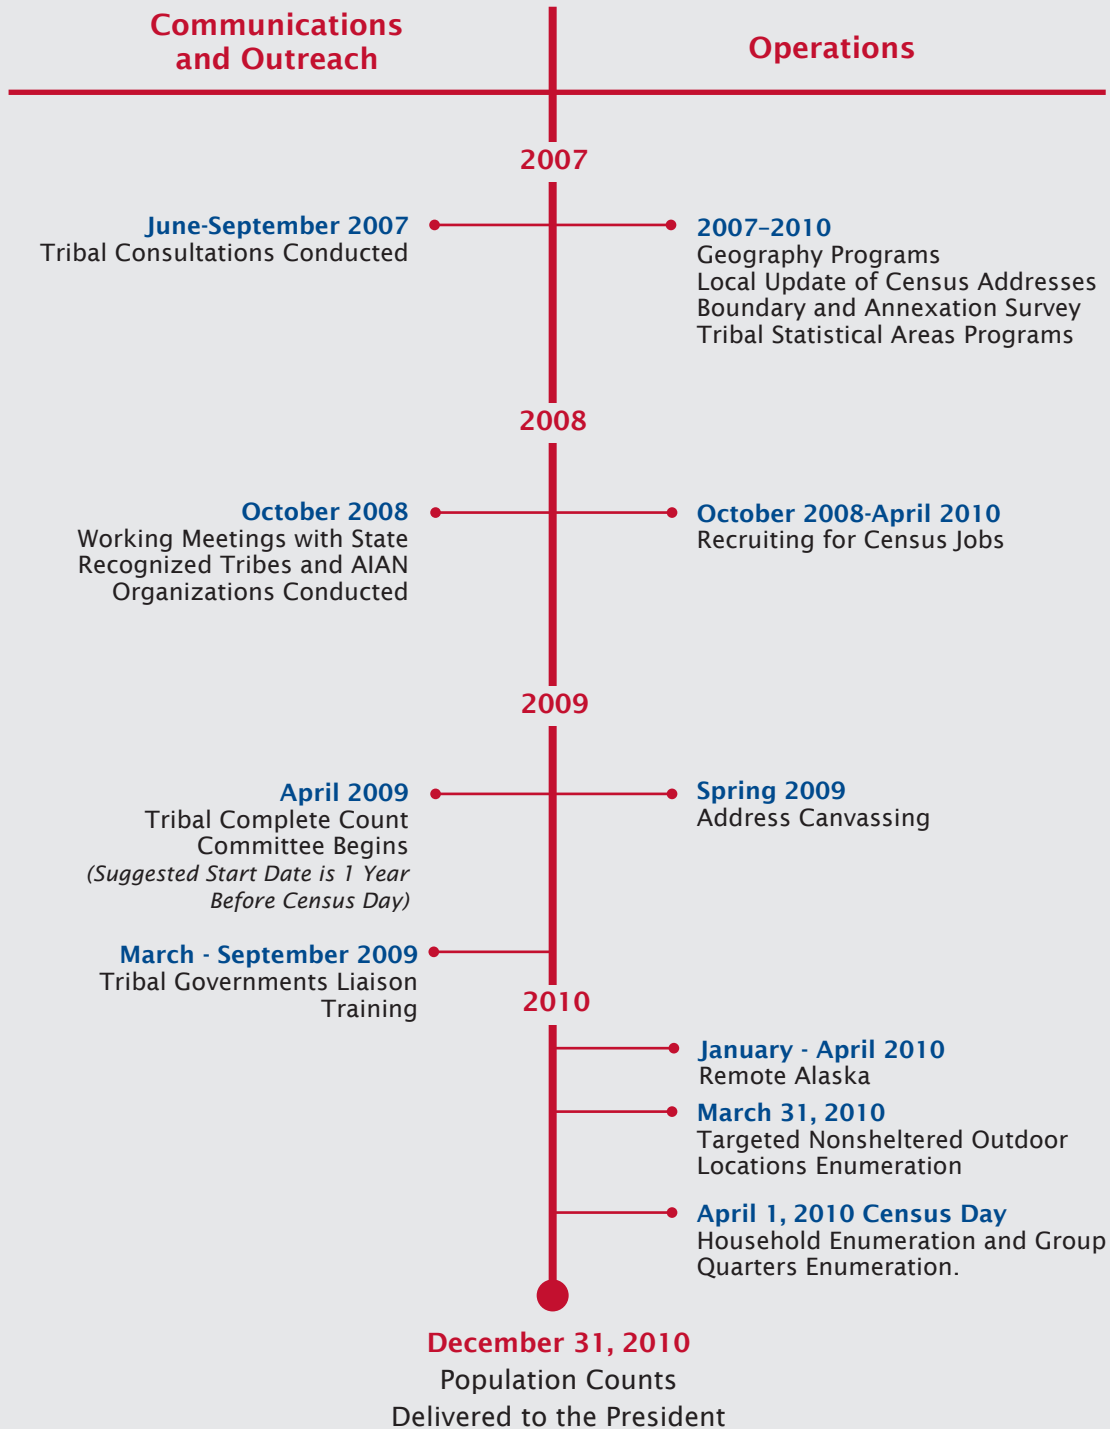 Communications
and Outreach
Operations
2007
June-September 2007
Tribal Consultations Conducted
2007–2010
Geography Programs
Local Update of Census Addresses
Boundary and Annexation Survey
Tribal Statistical Areas Programs
2008
October 2008
Working Meetings with State
Recognized Tribes and AIAN
Organizations Conducted
October 2008-April 2010
Recruiting for Census Jobs
2009
April 2009
Tribal Complete Count
Committee Begins
(Suggested Start Date is 1 Year
Before Census Day)
Spring 2009
Address Canvassing
March - September 2009
Tribal Governments Liaison
Training
2010
January - April 2010
Remote Alaska
March 31, 2010
Targeted Nonsheltered Outdoor
Locations Enumeration
April 1, 2010 Census Day
Household Enumeration and Group
Quarters Enumeration.
December 31, 2010
Population Counts
Delivered to the President